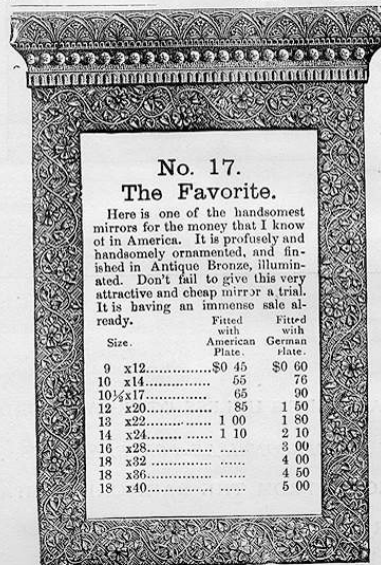 No. 17.
The Favorite.
Here is one of the handsomest
mirrors for the money that I know
of in America. It is profusely and
handsomely ornamented, and fin-
ished in Antique Bronze, illumin-
ated. Don't fail to give this very
attractive and cheap mirror a trial.
It is having an immense sale al-
ready. Fitted Fitted
with with
Size. American German
Plate. Plate.
9 x12..............$0 45 $0 60
10 x14.............. 55 76
10½x17.............. 65 90
12 x20.............. 85 1 50
13 x22.............. 1 00 1 80
14 x24.............. 1 10 2 10
16 x28.............. ...... 3 00
18 x32.............. ...... 4 00
18 x36.............. ...... 4 50
18 x40.............. ...... 5 00